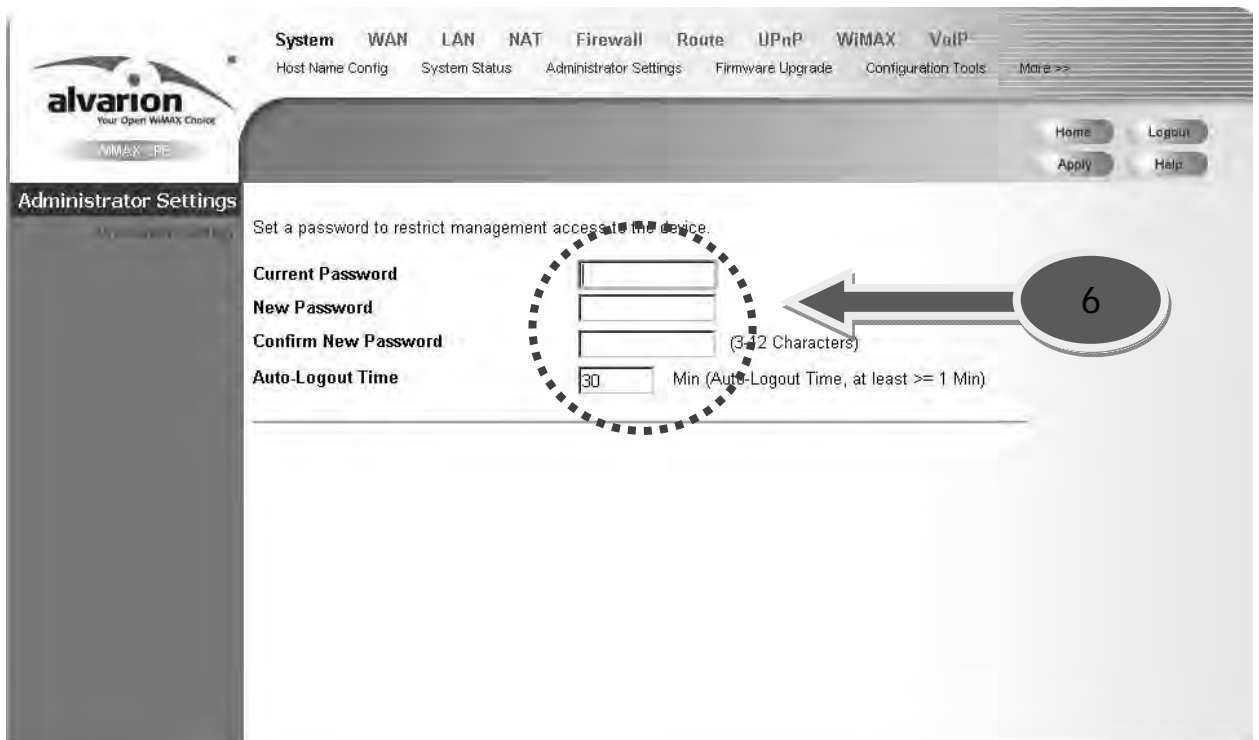 System WAN LAN NAT Firewall Route UPnP WiMAX VoIP
Host Name Config System Status Administrator Settings Firmware Upgrade Configuration Tools More >>
alvarion
Your Open WiMAX Choice
WiMAX CPE
Home Logout
Apply Help
Administrator Settings
Set a password to restrict management access to the device.
Current Password
New Password
6
Confirm New Password (3-12 Characters)
Auto-Logout Time 30 Min (Auto-Logout Time, at least >= 1 Min)